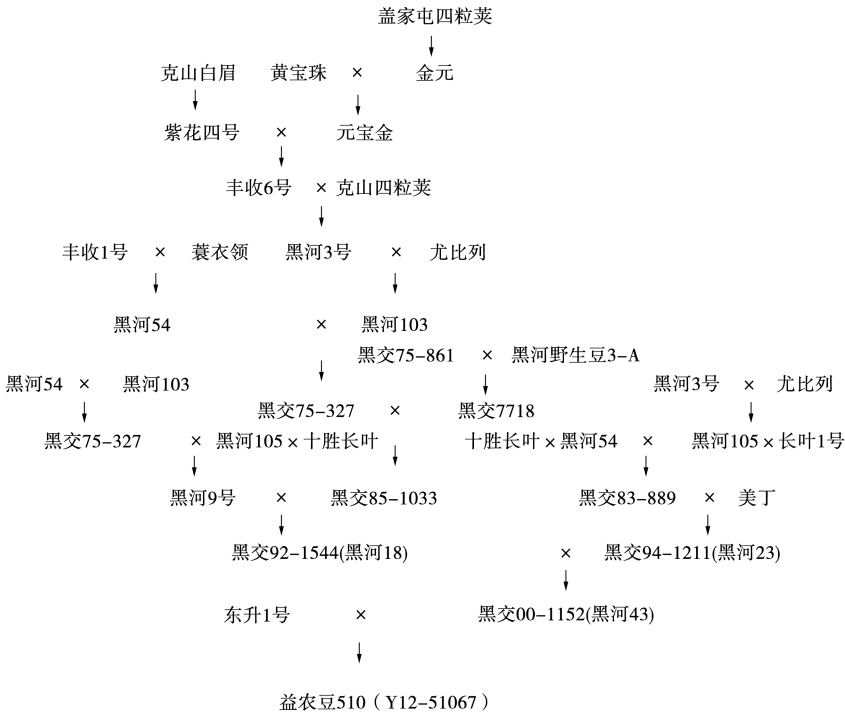 盖家屯四粒荚
克山白眉 黄宝珠 × 金元
紫花四号 × 元宝金
丰收6号 × 克山四粒荚
丰收1号 × 蓑衣领 黑河3号 × 尤比列
黑河54 × 黑河103
黑交75-861 × 黑河野生豆3-A
黑河54 × 黑河103 黑河3号 × 尤比列
黑交75-327 × 黑交7718
黑交75-327 × 黑河105×十胜长叶 十胜长叶×黑河54 × 黑河105×长叶1号
黑河9号 × 黑交85-1033 黑交83-889 × 美丁
黑交92-1544(黑河18) × 黑交94-1211(黑河23)
东升1号 × 黑交00-1152(黑河43)
益农豆510（Y12-51067）